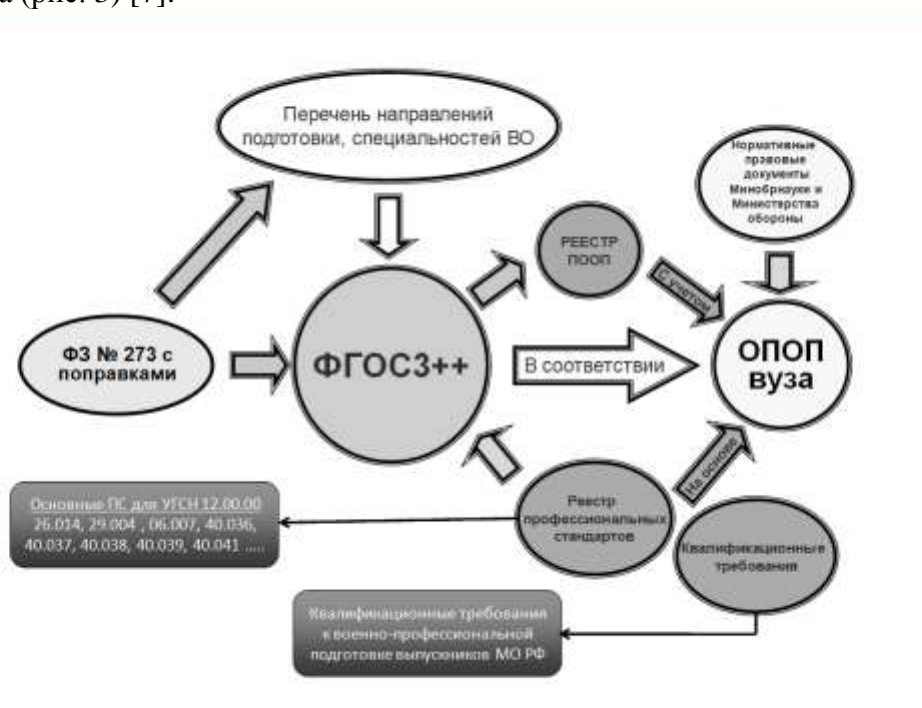 а (рис. 3) [7].
Перечень направлений
подготовки, специальностей ВО
Нормативные
правовые
документы
Минобрнауки и
Министерства
обороны
РЕЕСТР
ПООП
С учетом
ФЗ № 273 с
поправками
ФГОС3++
В соответствии
ОПОП
вуза
На основе
Основные ПС для УГСН 12.00.00
26.014, 29.004 , 06.007, 40.036,
40.037, 40.038, 40.039, 40.041 .....
Реестр
профессиональных
стандартов
Квалификационные
требования
Квалификационные требования
к военно-профессиональной
подготовке выпускников МО РФ